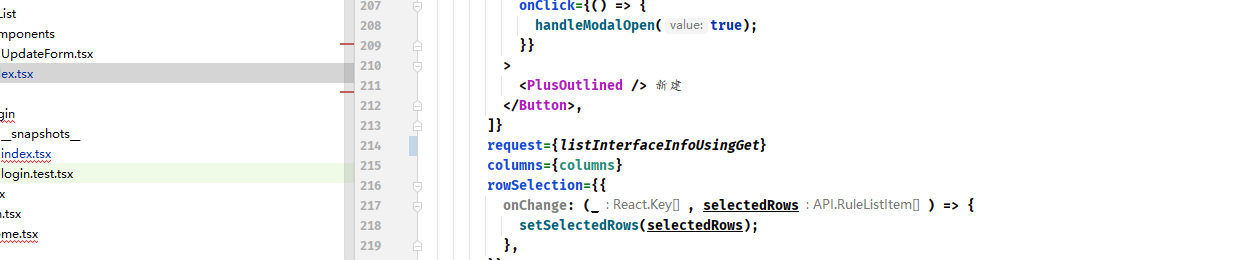 List
mponents
UpdateForm.tsx
ex.tsx
gin
__snapshots__
index.tsx
login.test.tsx
x
n.tsx
me.tsx
207 onClick={() => {
208 handleModalOpen( value: true);
209 }}
210 >
211 <PlusOutlined /> 新建
212 </Button>,
213 ]}
214 request={listInterfaceInfoUsingGet}
215 columns={columns}
216 rowSelection={{
217 onChange: (_ : React.Key[] , selectedRows : API.RuleListItem[] ) => {
218 setSelectedRows(selectedRows);
219 },